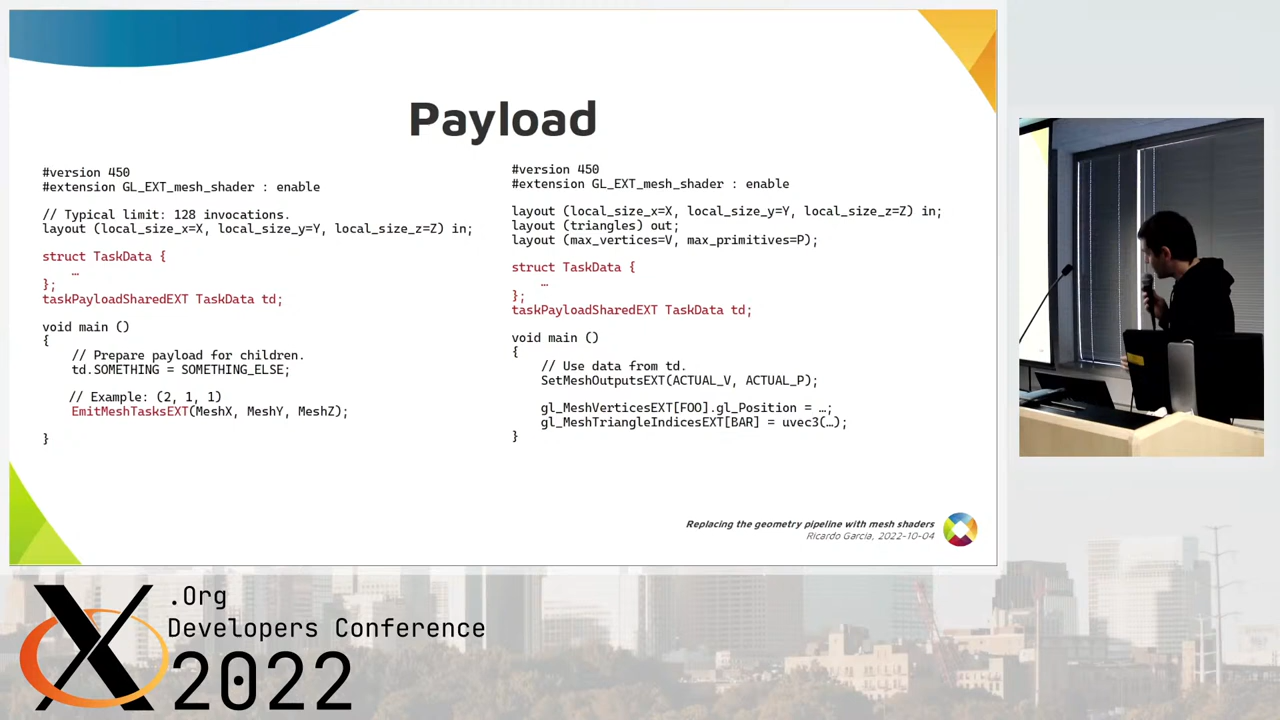 Payload
#version 450
#extension GL_EXT_mesh_shader : enable
// Typical limit: 128 invocations.
layout (local_size_x=X, local_size_y=Y, local_size_z=Z) in;
struct TaskData {
…
};
taskPayloadSharedEXT TaskData td;
void main ()
{
// Prepare payload for children.
td.SOMETHING = SOMETHING_ELSE;
// Example: (2, 1, 1)
EmitMeshTasksEXT(MeshX, MeshY, MeshZ);
}
#version 450
#extension GL_EXT_mesh_shader : enable
layout (local_size_x=X, local_size_y=Y, local_size_z=Z) in;
layout (triangles) out;
layout (max_vertices=V, max_primitives=P);
struct TaskData {
…
};
taskPayloadSharedEXT TaskData td;
void main ()
{
// Use data from td.
SetMeshOutputsEXT(ACTUAL_V, ACTUAL_P);
gl_MeshVerticesEXT[FOO].gl_Position = …;
gl_MeshTriangleIndicesEXT[BAR] = uvec3(…);
}
Replacing the geometry pipeline with mesh shaders
Ricardo Garcia, 2022-10-04
X .Org
Developers Conference
2022